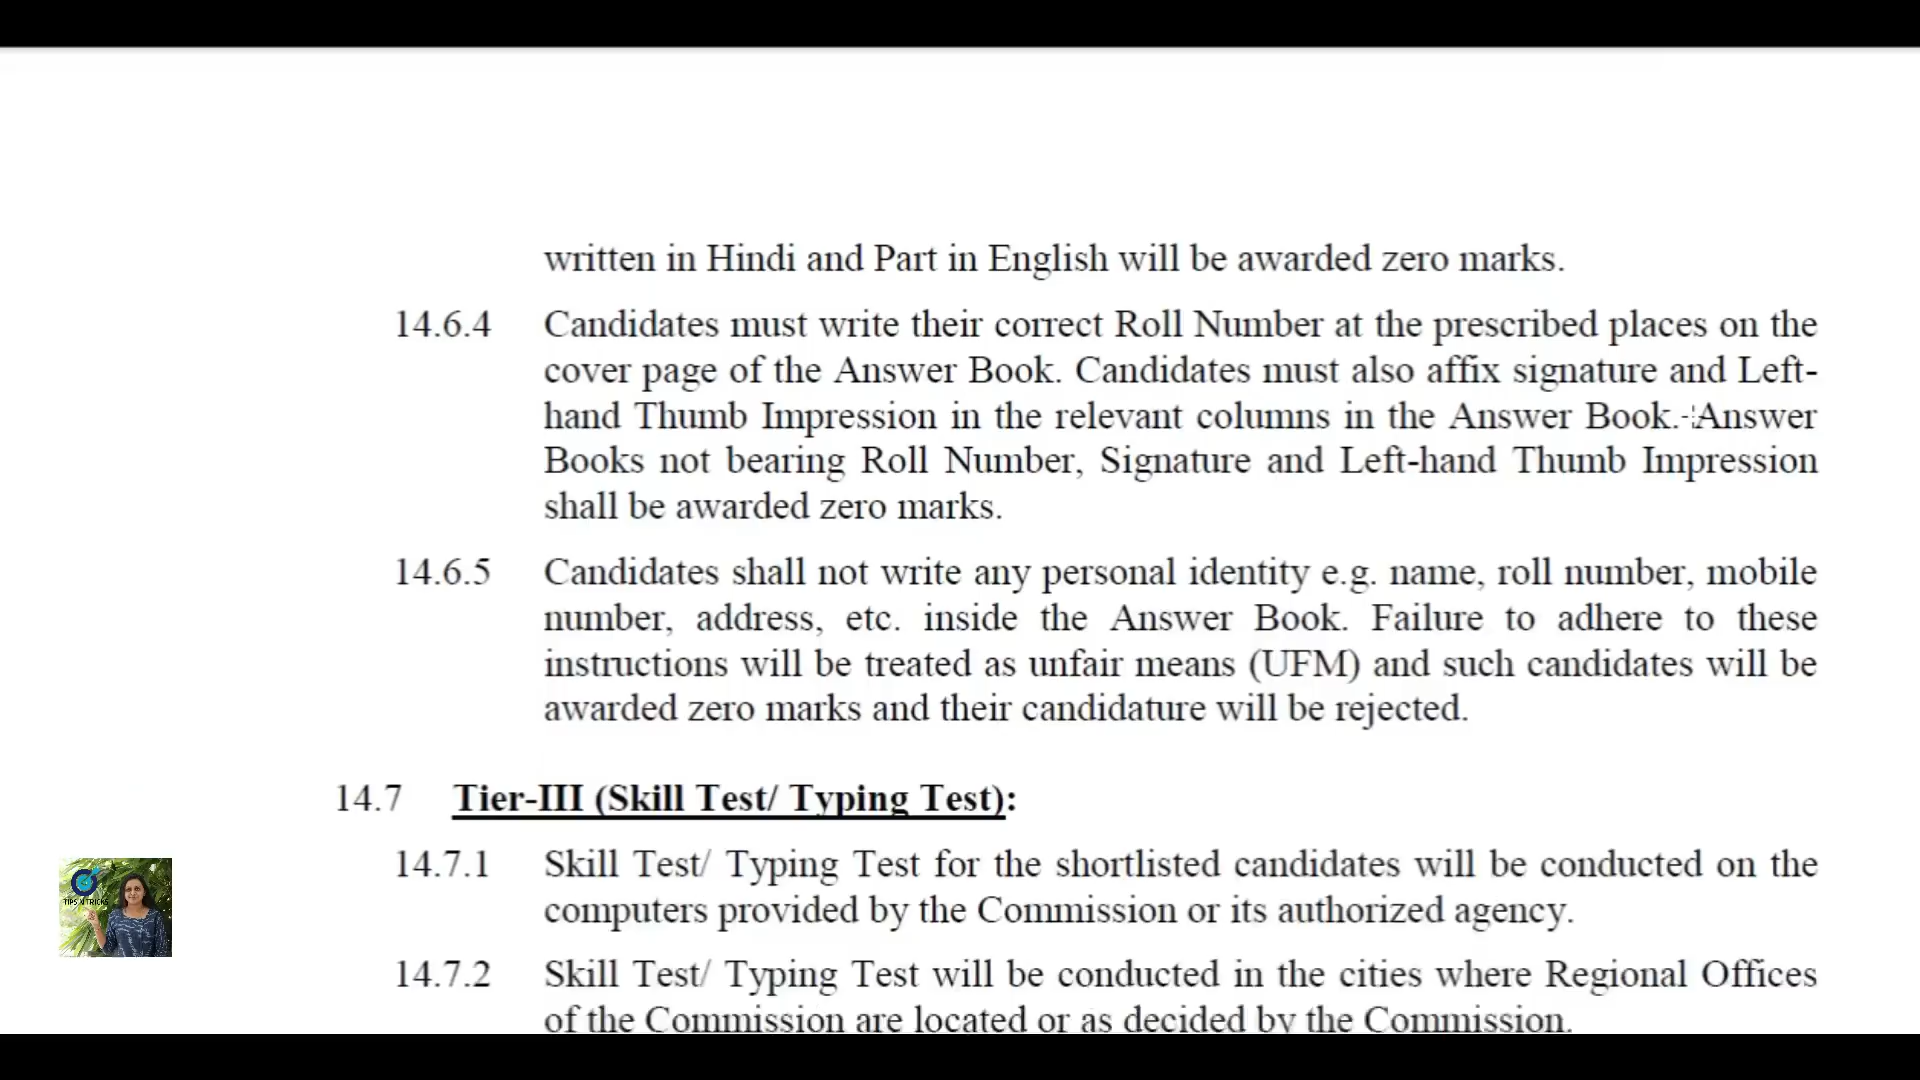 written in Hindi and Part in English will be awarded zero marks.
14.6.4 Candidates must write their correct Roll Number at the prescribed places on the
cover page of the Answer Book. Candidates must also affix signature and Left-
hand Thumb Impression in the relevant columns in the Answer Book. Answer
Books not bearing Roll Number, Signature and Left-hand Thumb Impression
shall be awarded zero marks.
14.6.5 Candidates shall not write any personal identity e.g. name, roll number, mobile
number, address, etc. inside the Answer Book. Failure to adhere to these
instructions will be treated as unfair means (UFM) and such candidates will be
awarded zero marks and their candidature will be rejected.
14.7 Tier-III (Skill Test/ Typing Test):
14.7.1 Skill Test/ Typing Test for the shortlisted candidates will be conducted on the
computers provided by the Commission or its authorized agency.
TIPS N TRICKS
14.7.2 Skill Test/ Typing Test will be conducted in the cities where Regional Offices
of the Commission are located or as decided by the Commission.